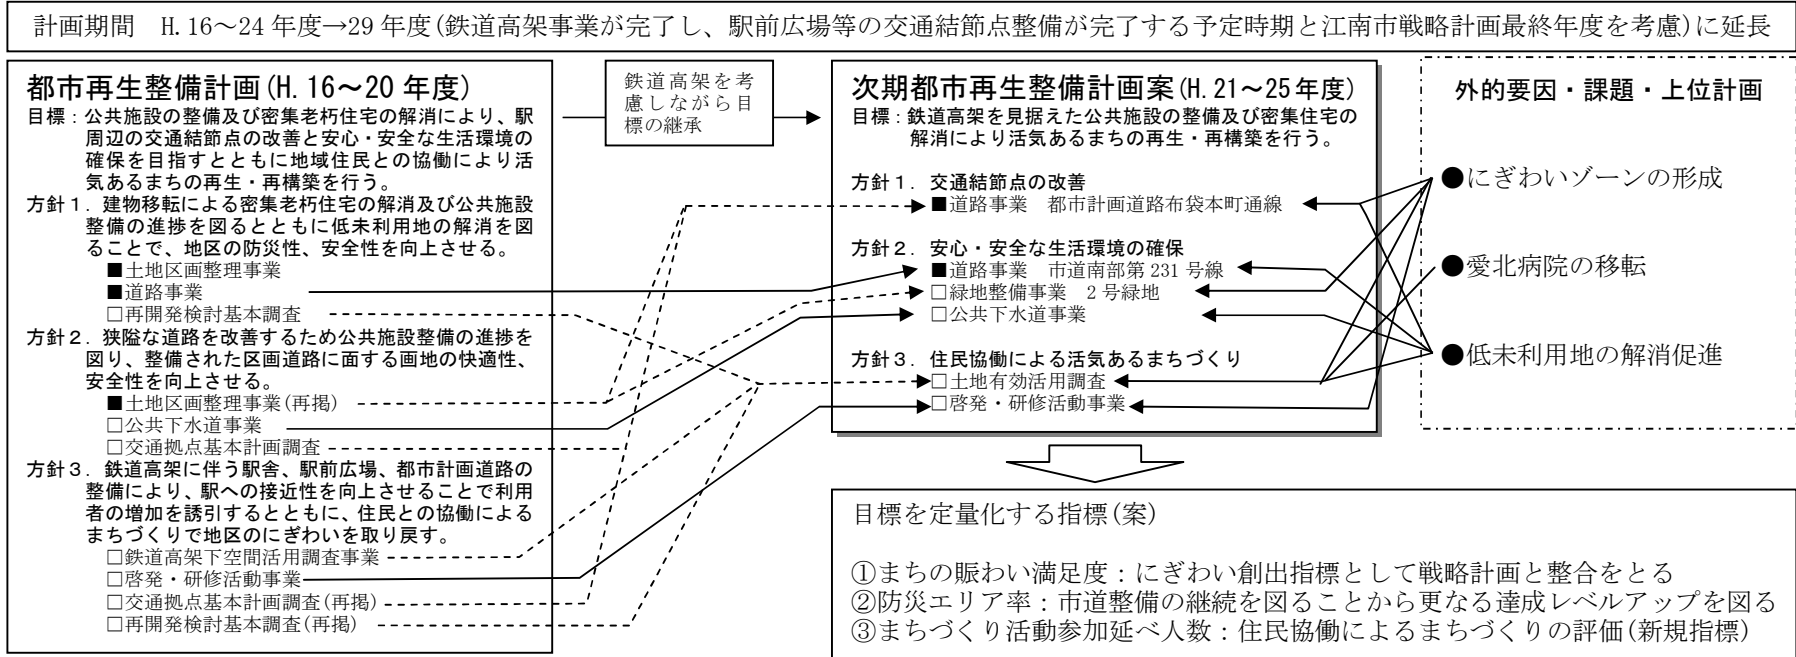 計画期間　H.16～24年度→29年度(鉄道高架事業が完了し、駅前広場等の交通結節点整備が完了する予定時期と江南市戦略計画最終年度を考慮)に延長
都市再生整備計画(H.16～20年度)
目標：公共施設の整備及び密集老朽住宅の解消により、駅
周辺の交通結節点の改善と安心・安全な生活環境の
確保を目指すとともに地域住民との協働により活
気あるまちの再生・再構築を行う。
方針１．建物移転による密集老朽住宅の解消及び公共施設
整備の進捗を図るとともに低未利用地の解消を図
ることで、地区の防災性、安全性を向上させる。
■土地区画整理事業
■道路事業
□再開発検討基本調査
方針２．狭隘な道路を改善するため公共施設整備の進捗を
図り、整備された区画道路に面する画地の快適性、
安全性を向上させる。
■土地区画整理事業(再掲)
□公共下水道事業
□交通拠点基本計画調査
方針３．鉄道高架に伴う駅舎、駅前広場、都市計画道路の
整備により、駅への接近性を向上させることで利用
者の増加を誘引するとともに、住民との協働による
まちづくりで地区のにぎわいを取り戻す。
□鉄道高架下空間活用調査事業
□啓発・研修活動事業
□交通拠点基本計画調査(再掲)
□再開発検討基本調査(再掲)
鉄道高架を考
慮しながら目
標の継承
次期都市再生整備計画案(H.21～25年度)
目標：鉄道高架を見据えた公共施設の整備及び密集住宅の
解消により活気あるまちの再生・再構築を行う。
方針１．交通結節点の改善
■道路事業　都市計画道路布袋本町通線
方針２．安心・安全な生活環境の確保
■道路事業　市道南部第231号線
□緑地整備事業　2号緑地
□公共下水道事業
方針３．住民協働による活気あるまちづくり
□土地有効活用調査
□啓発・研修活動事業
外的要因・課題・上位計画
●にぎわいゾーンの形成
●愛北病院の移転
●低未利用地の解消促進
目標を定量化する指標(案)
①まちの賑わい満足度：にぎわい創出指標として戦略計画と整合をとる
②防災エリア率：市道整備の継続を図ることから更なる達成レベルアップを図る
③まちづくり活動参加延べ人数：住民協働によるまちづくりの評価(新規指標)